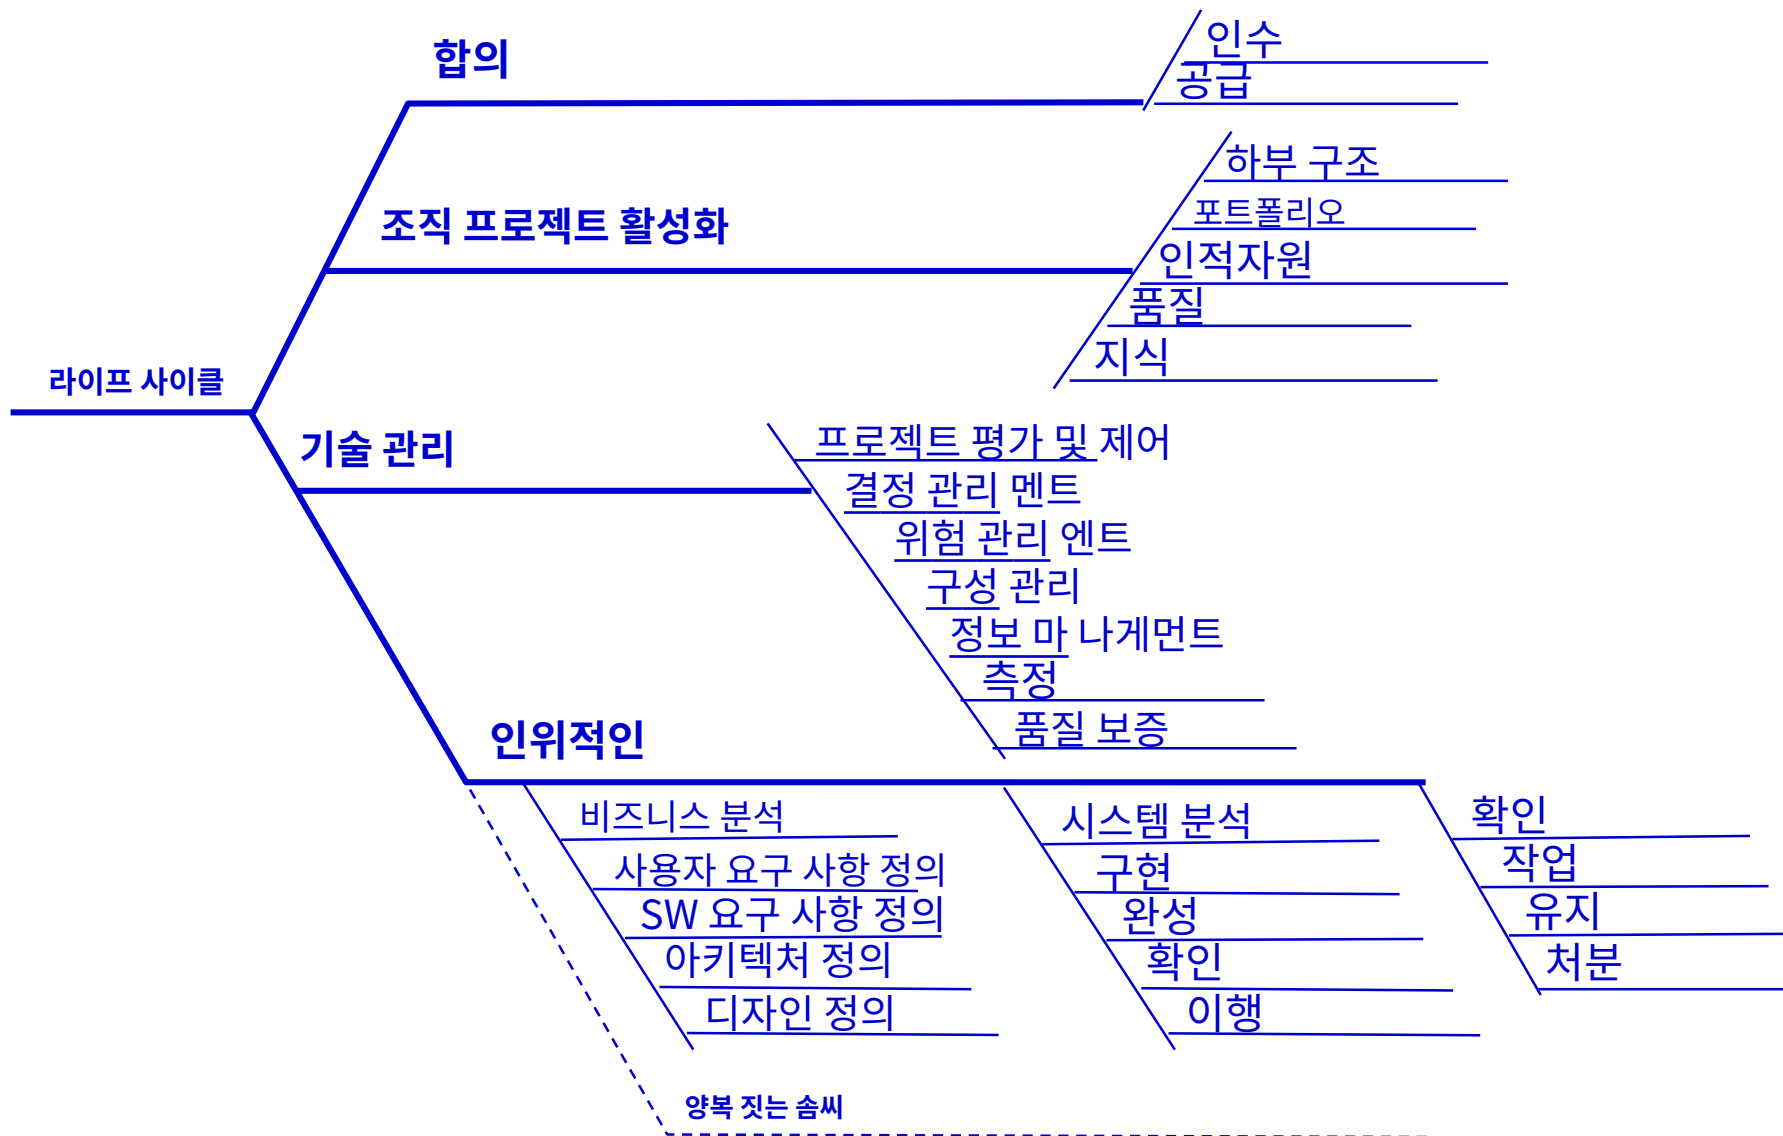 합의
인수
공급
조직 프로젝트 활성화
하부 구조
포트폴리오
인적자원
품질
지식
라이프 사이클
기술 관리
프로젝트 평가 및 제어
결정 관리 멘트
위험 관리 엔트
구성 관리
정보 마 나게먼트
측정
품질 보증
인위적인
비즈니스 분석
사용자 요구 사항 정의
SW 요구 사항 정의
아키텍처 정의
디자인 정의
시스템 분석
구현
완성
확인
이행
확인
작업
유지
처분
양복 짓는 솜씨